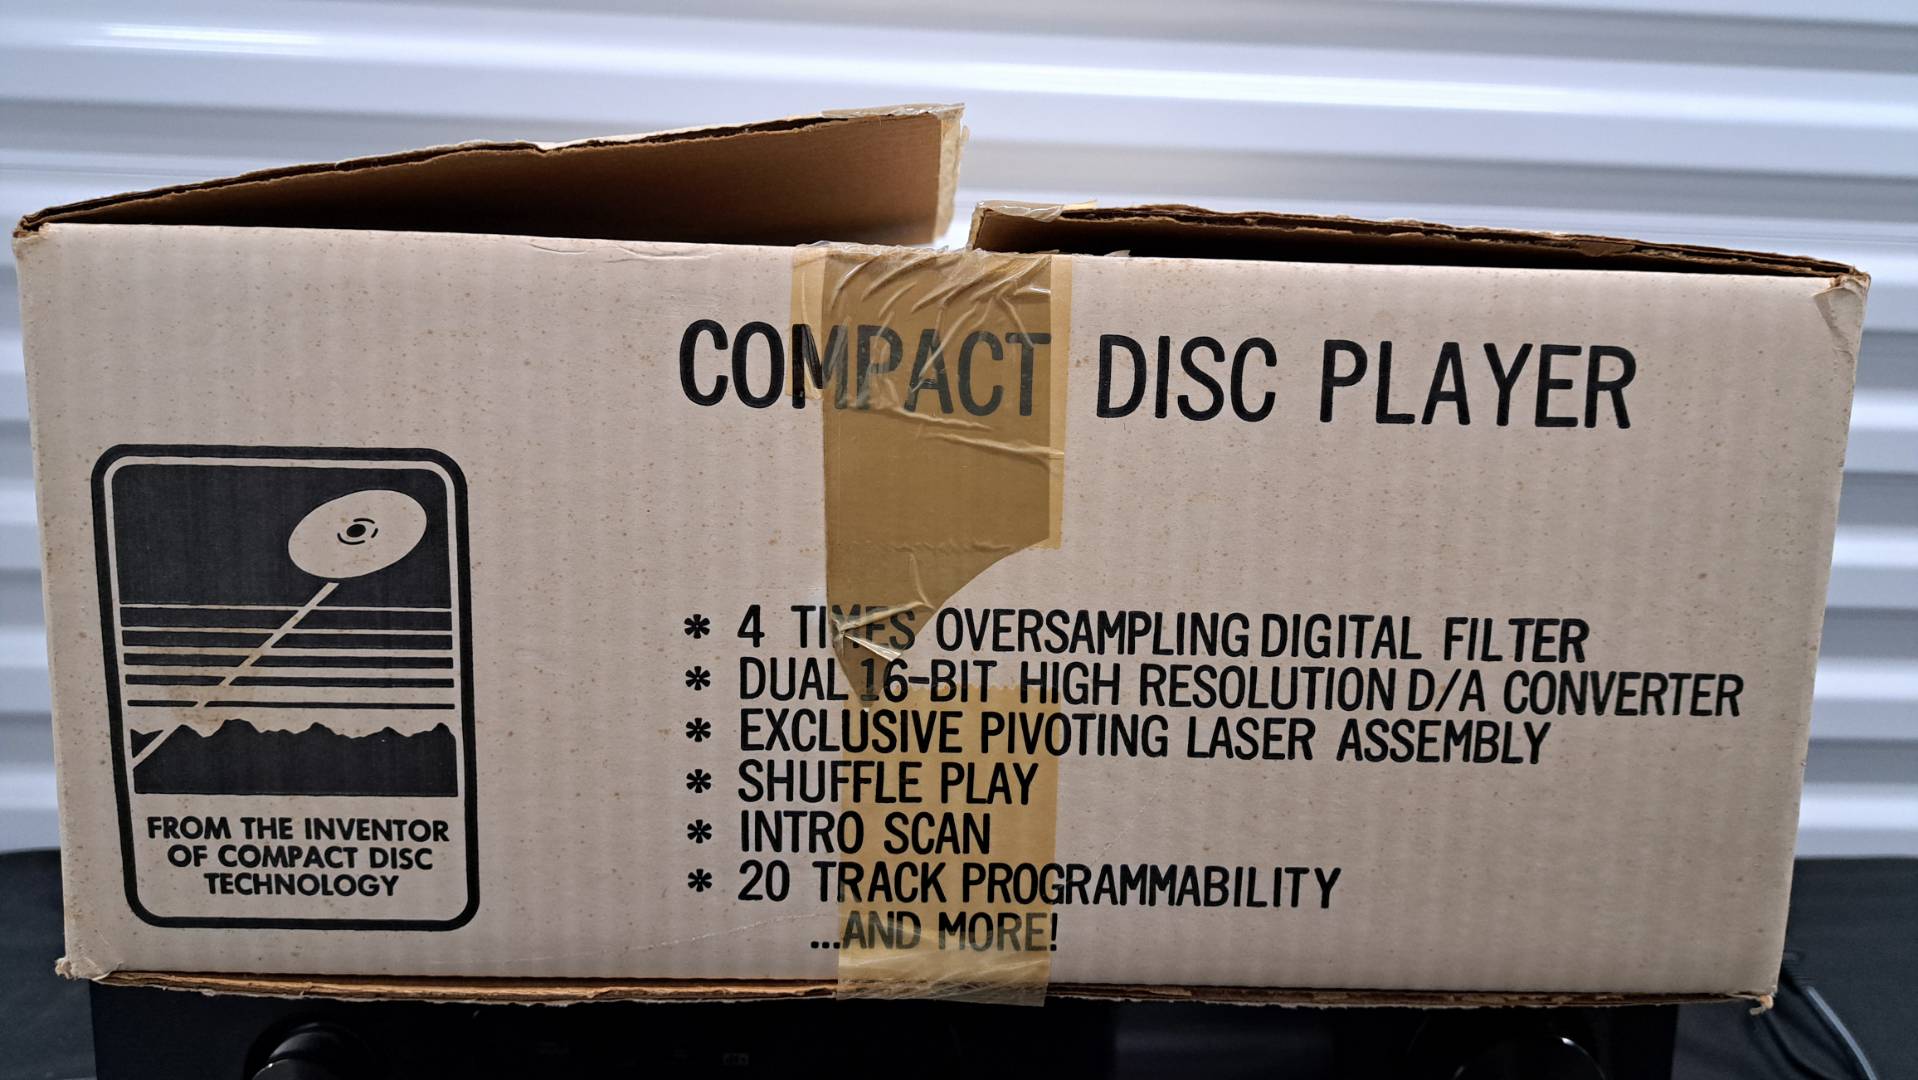 COMPACT DISC PLAYER
* 4 TIMES OVERSAMPLING DIGITAL FILTER
* DUAL 16-BIT HIGH RESOLUTION D/A CONVERTER
* EXCLUSIVE PIVOTING LASER ASSEMBLY
* SHUFFLE PLAY
* INTRO SCAN
* 20 TRACK PROGRAMMABILITY
...AND MORE!
FROM THE INVENTOR
OF COMPACT DISC
TECHNOLOGY